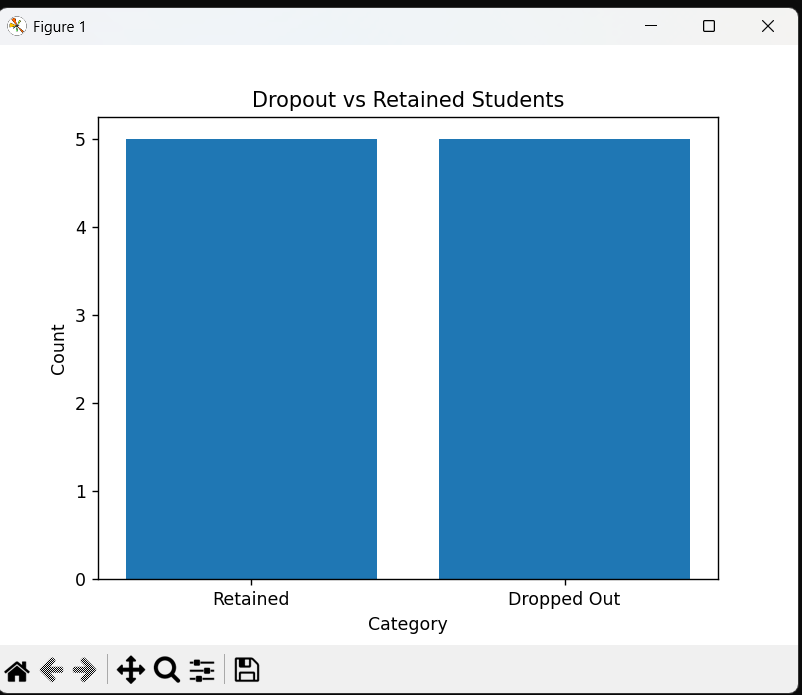 Figure 1
Dropout vs Retained Students
5
4
3
2
1
0
Count
Retained Dropped Out
Category